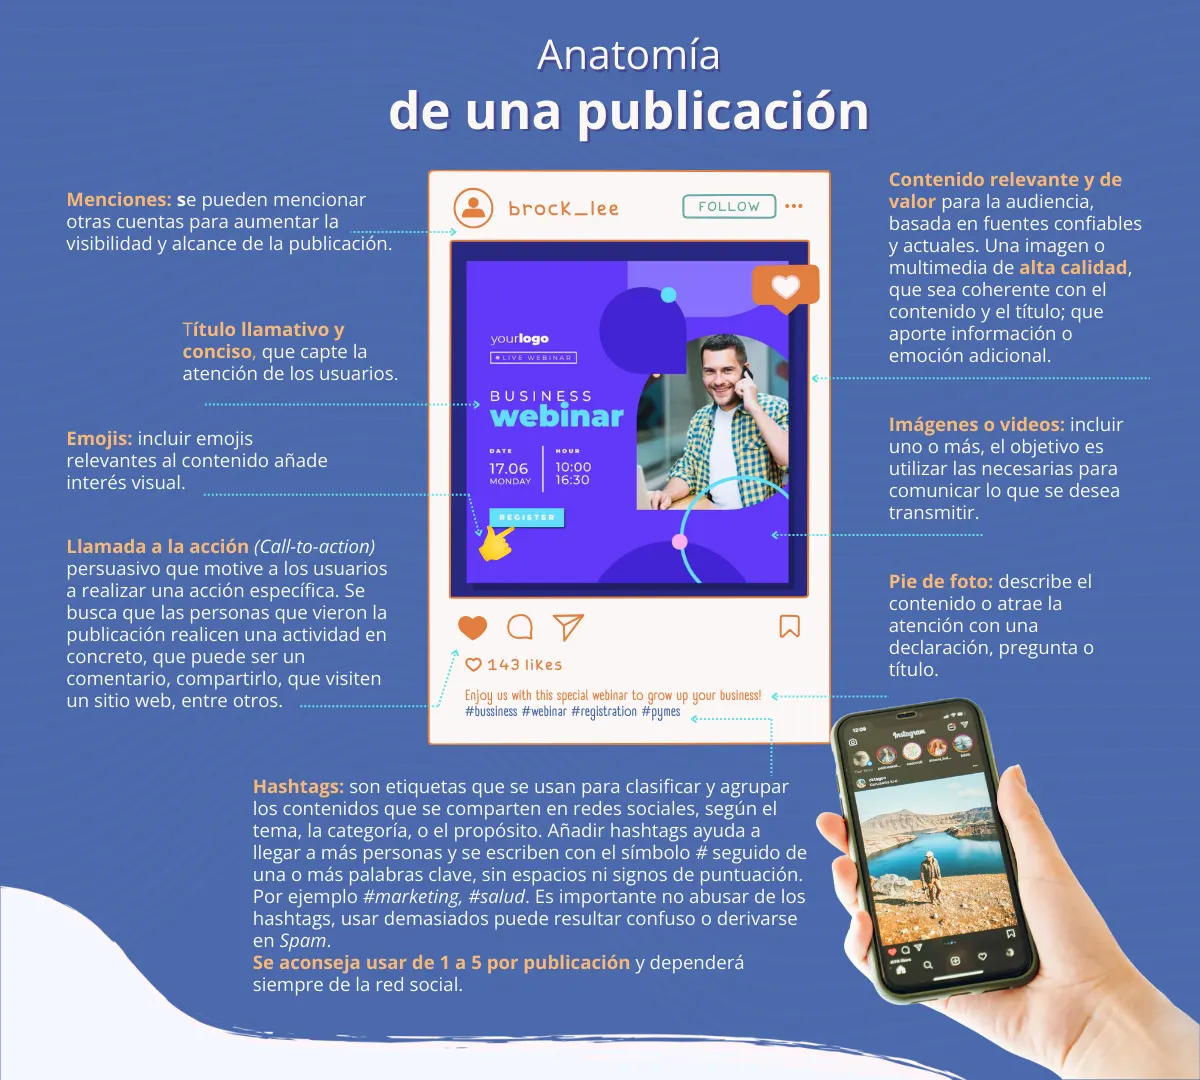 Anatomía
de una publicación
Menciones: se pueden mencionar
otras cuentas para aumentar la
visibilidad y alcance de la publicación.
Título llamativo y
conciso, que capte la
atención de los usuarios.
Emojis: incluir emojis
relevantes al contenido añade
interés visual.
Llamada a la acción (Call-to-action)
persuasivo que motive a los usuarios
a realizar una acción específica. Se
busca que las personas que vieron la
publicación realicen una actividad en
concreto, que puede ser un
comentario, compartirlo, que visiten
un sitio web, entre otros.
brock_lee
FOLLOW
yourlogo
LIVE WEBINAR
BUSINESS
webinar
DATE
17.06
MONDAY
HOUR
10:00
16:30
REGISTER
143 likes
Enjoy us with this special webinar to grow up your business!
#bussiness #webinar #registration #pymes
Contenido relevante y de
valor para la audiencia,
basada en fuentes confiables
y actuales. Una imagen o
multimedia de alta calidad,
que sea coherente con el
contenido y el título; que
aporte información o
emoción adicional.
Imágenes o videos: incluir
uno o más, el objetivo es
utilizar las necesarias para
comunicar lo que se desea
transmitir.
Pie de foto: describe el
contenido o atrae la
atención con una
declaración, pregunta o
título.
Hashtags: son etiquetas que se usan para clasificar y agrupar
los contenidos que se comparten en redes sociales, según el
tema, la categoría, o el propósito. Añadir hashtags ayuda a
llegar a más personas y se escriben con el símbolo # seguido de
una o más palabras clave, sin espacios ni signos de puntuación.
Por ejemplo #marketing, #salud. Es importante no abusar de los
hashtags, usar demasiados puede resultar confuso o derivarse
en Spam.
Se aconseja usar de 1 a 5 por publicación y dependerá
siempre de la red social.
Instagram